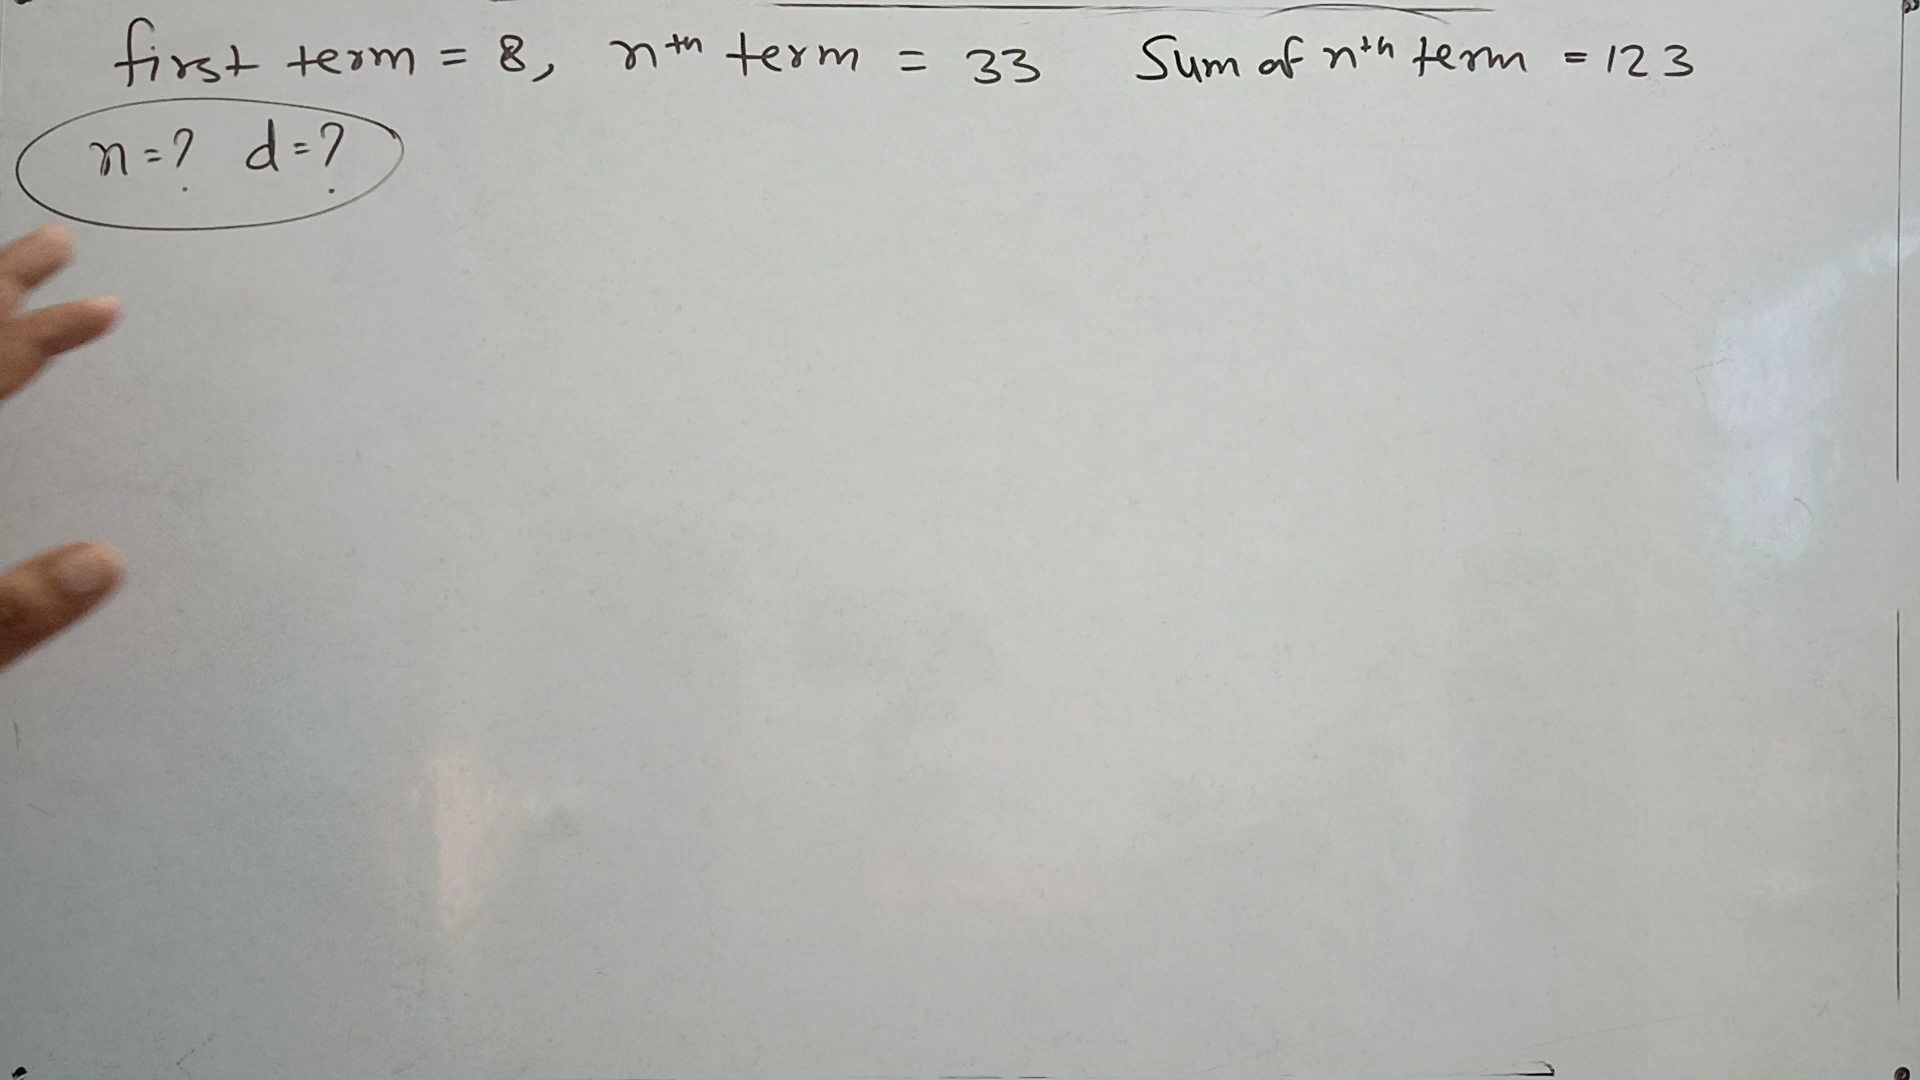 first term = 8, nth term = 33 Sum of nth term = 123
n=? d=?